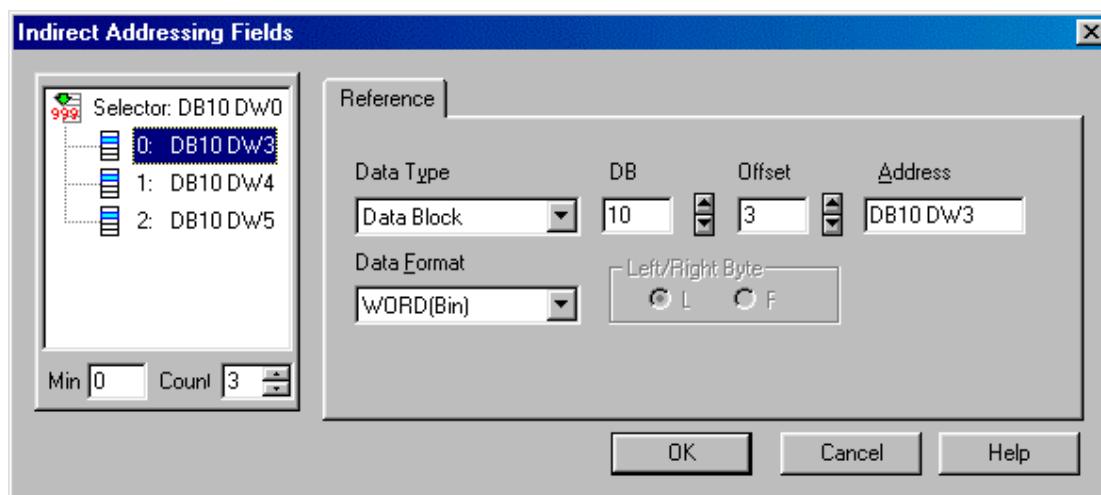 Indirect Addressing Fields
999
Selector: DB10 DW0
0: DB10 DW3
1: DB10 DW4
2: DB10 DW5
Min 0 Count 3
Reference
Data Type DB Offset Address
Data Block 10 3 DB10 DW3
Data Format Left/Right Byte
WORD(Bin) L F
OK Cancel Help